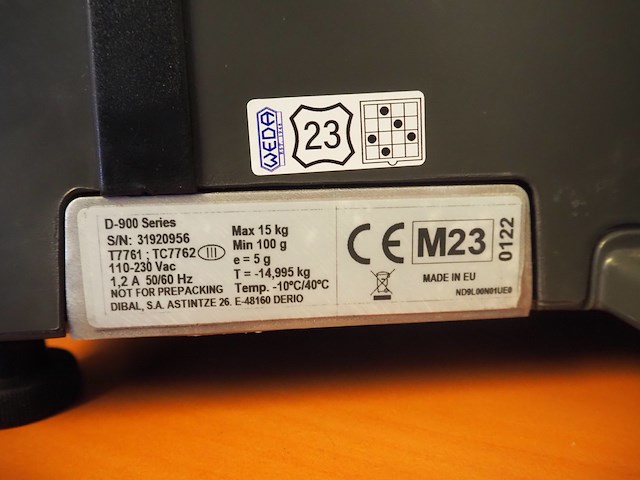 WEDA
23
D-900 Series
S/N: 31920956
T7761 ; TC7762 III
110-230 Vac
1,2 A 50/60 Hz
NOT FOR PREPACKING
DIBAL, S.A. ASTINTZE 26. E-48160 DERIO
Max 15 kg
Min 100 g
e = 5 g
T = -14,995 kg
Temp. -10°C/40°C
CE M23 0122
MADE IN EU
ND9L00N01UE0